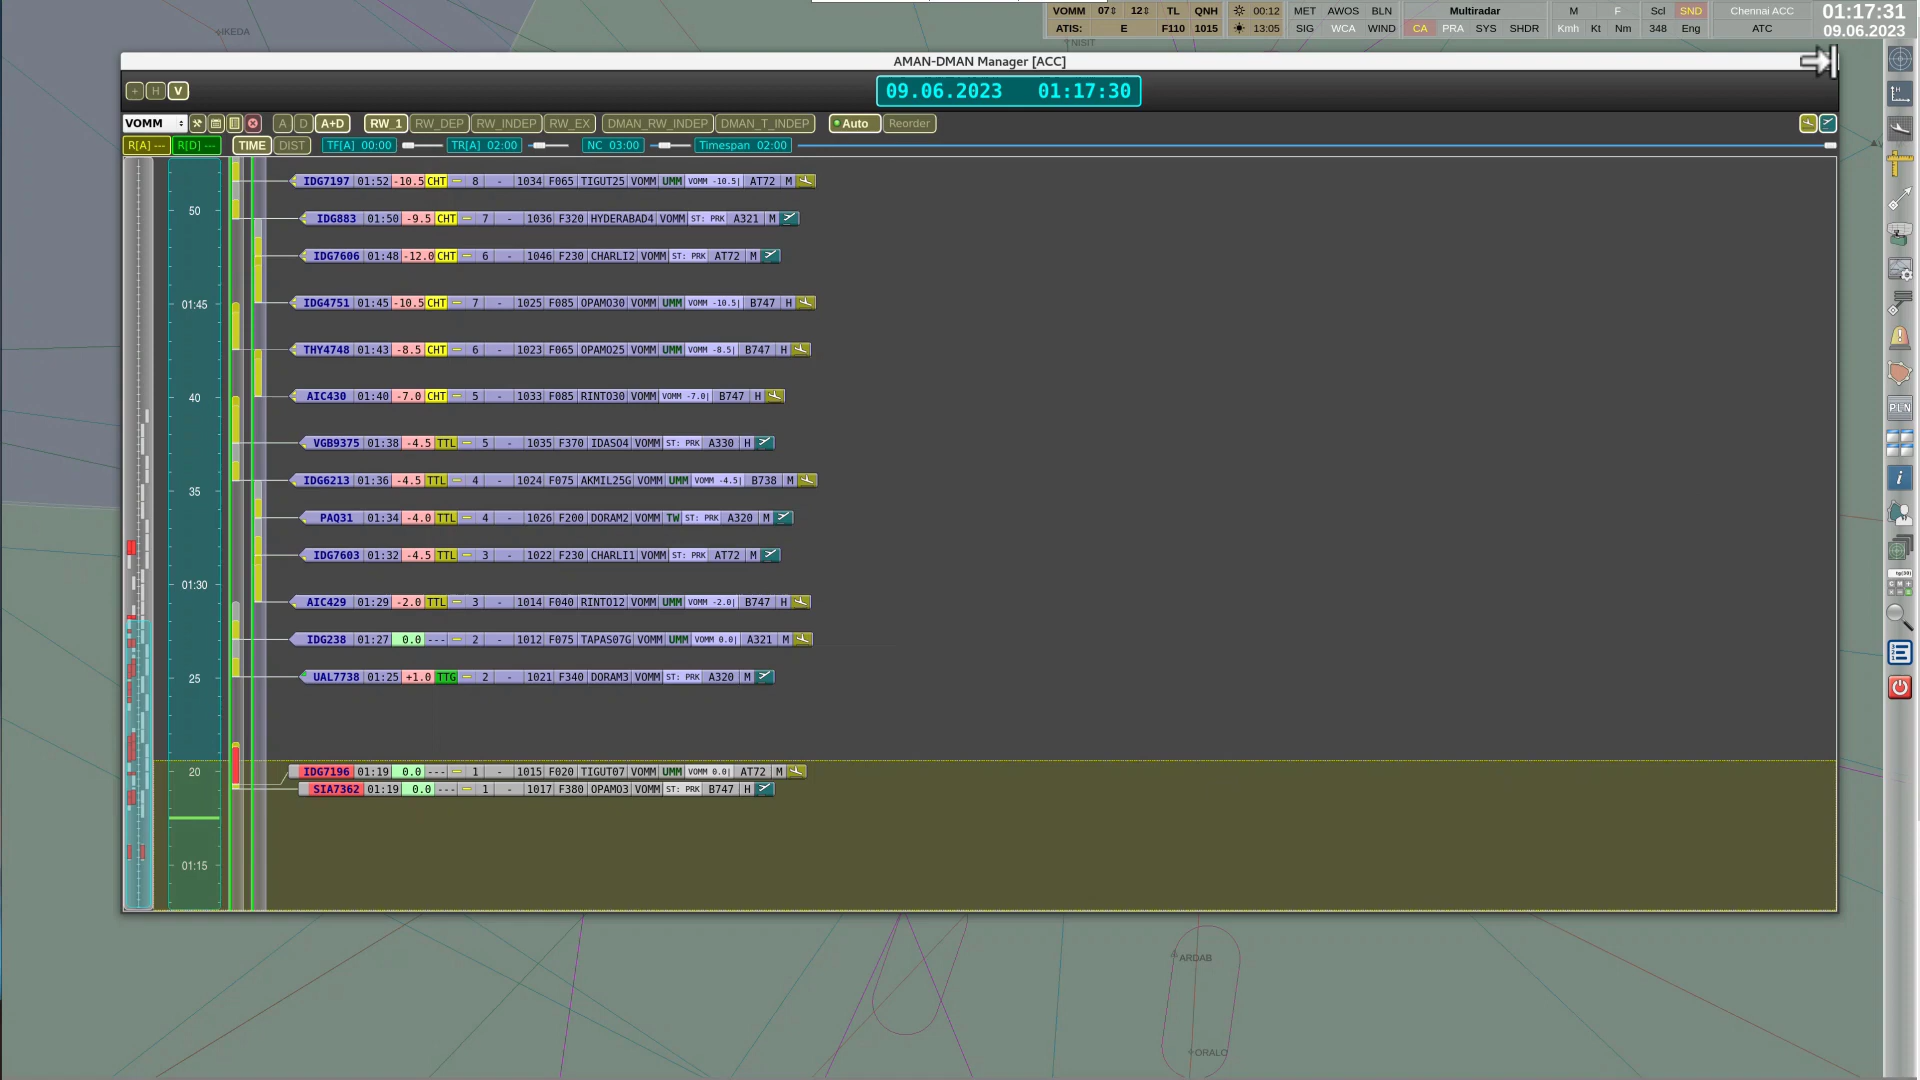 IKEDA
NISIT
VOMM 07 12 TL QNH 00:12 MET AWOS BLN Multiradar M F Scl SND Chennai ACC 01:17:31
ATIS: E F110 1015 13:05 SIG WCA WIND CA PRA SYS SHDR Kmh Kt Nm 348 Eng ATC 09.06.2023
AMAN-DMAN Manager [ACC]
+ H V 09.06.2023 01:17:30
VOMM A D A+D RW_1 RW_DEP RW_INDEP RW_EX DMAN_RW_INDEP DMAN_T_INDEP Auto Reorder
R[A] --- R[D] --- TIME DIST TF[A] 00:00 TR[A] 02:00 NC 03:00 Timespan 02:00
IDG7197 01:52 -10.5 CHT – 8 - 1034 F065 TIGUT25 VOMM UMM VOMM -10.5| AT72 M
50
IDG883 01:50 -9.5 CHT – 7 - 1036 F320 HYDERABAD4 VOMM ST: PRK A321 M
IDG7606 01:48 -12.0 CHT – 6 - 1046 F230 CHARLI2 VOMM ST: PRK AT72 M
01:45
IDG4751 01:45 -10.5 CHT – 7 - 1025 F085 OPAMO30 VOMM UMM VOMM -10.5| B747 H
THY4748 01:43 -8.5 CHT – 6 - 1023 F065 OPAMO25 VOMM UMM VOMM -8.5| B747 H
40
AIC430 01:40 -7.0 CHT – 5 - 1033 F085 RINTO30 VOMM VOMM -7.0| B747 H
VGB9375 01:38 -4.5 TTL – 5 - 1035 F370 IDASO4 VOMM ST: PRK A330 H
IDG6213 01:36 -4.5 TTL – 4 - 1024 F075 AKMIL25G VOMM UMM VOMM -4.5| B738 M
35
PAQ31 01:34 -4.0 TTL – 4 - 1026 F200 DORAM2 VOMM TW ST: PRK A320 M
IDG7603 01:32 -4.5 TTL – 3 - 1022 F230 CHARLI1 VOMM ST: PRK AT72 M
01:30
AIC429 01:29 -2.0 TTL – 3 - 1014 F040 RINTO12 VOMM UMM VOMM -2.0| B747 H
IDG238 01:27 0.0 --- – 2 - 1012 F075 TAPAS07G VOMM UMM VOMM 0.0| A321 M
UAL7738 01:25 +1.0 TTG – 2 - 1021 F340 DORAM3 VOMM ST: PRK A320 M
25
20
IDG7196 01:19 0.0 --- – 1 - 1015 F020 TIGUT07 VOMM UMM VOMM 0.0| AT72 M
SIA7362 01:19 0.0 --- – 1 - 1017 F380 OPAMO3 VOMM ST: PRK B747 H
01:15
PLN
ARDAB
ORALO